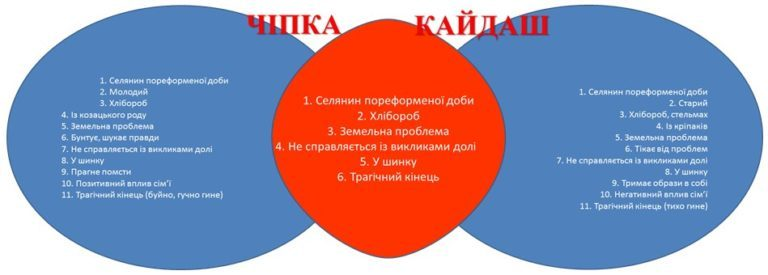 ЧІПКА
КАЙДАШ
1. Селянин пореформеної доби
2. Молодий
3. Хлібороб
4. Із козацького роду
5. Земельна проблема
6. Бунтує, шукає правди
7. Не справляється із викликами долі
8. У шинку
9. Прагне помсти
10. Позитивний вплив сім'ї
11. Трагічний кінець (буйно, гучно гине)
1. Селянин пореформеної доби
2. Хлібороб
3. Земельна проблема
4. Не справляється із викликами долі
5. У шинку
6. Трагічний кінець
1. Селянин пореформеної доби
2. Старий
3. Хлібороб, стельмах
4. Із кріпаків
5. Земельна проблема
6. Тікає від проблем
7. Не справляється із викликами долі
8. У шинку
9. Тримає образи в собі
10. Негативний вплив сім'ї
11. Трагічний кінець (тихо гине)